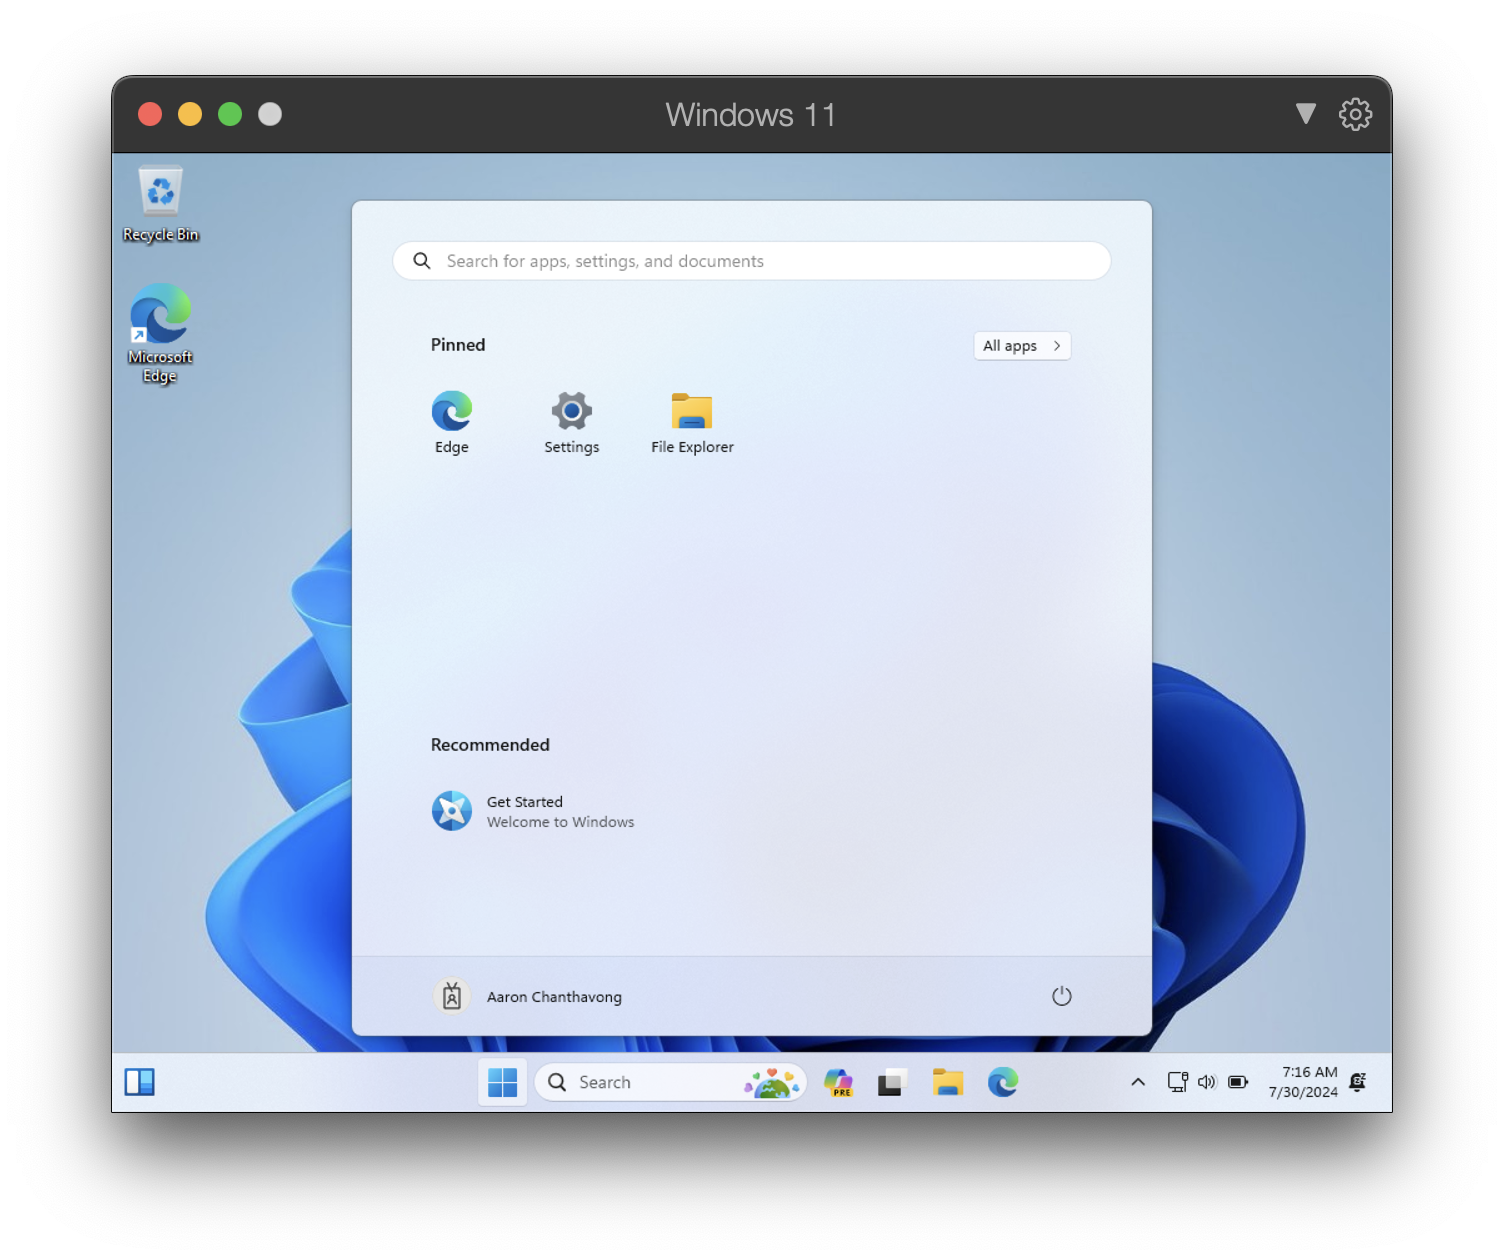 Windows 11
Recycle Bin
Microsoft
Edge
Search for apps, settings, and documents
Pinned
All apps
Edge
Settings
File Explorer
Recommended
Get Started
Welcome to Windows
Aaron Chanthavong
Search
PRE
7:16 AM
7/30/2024